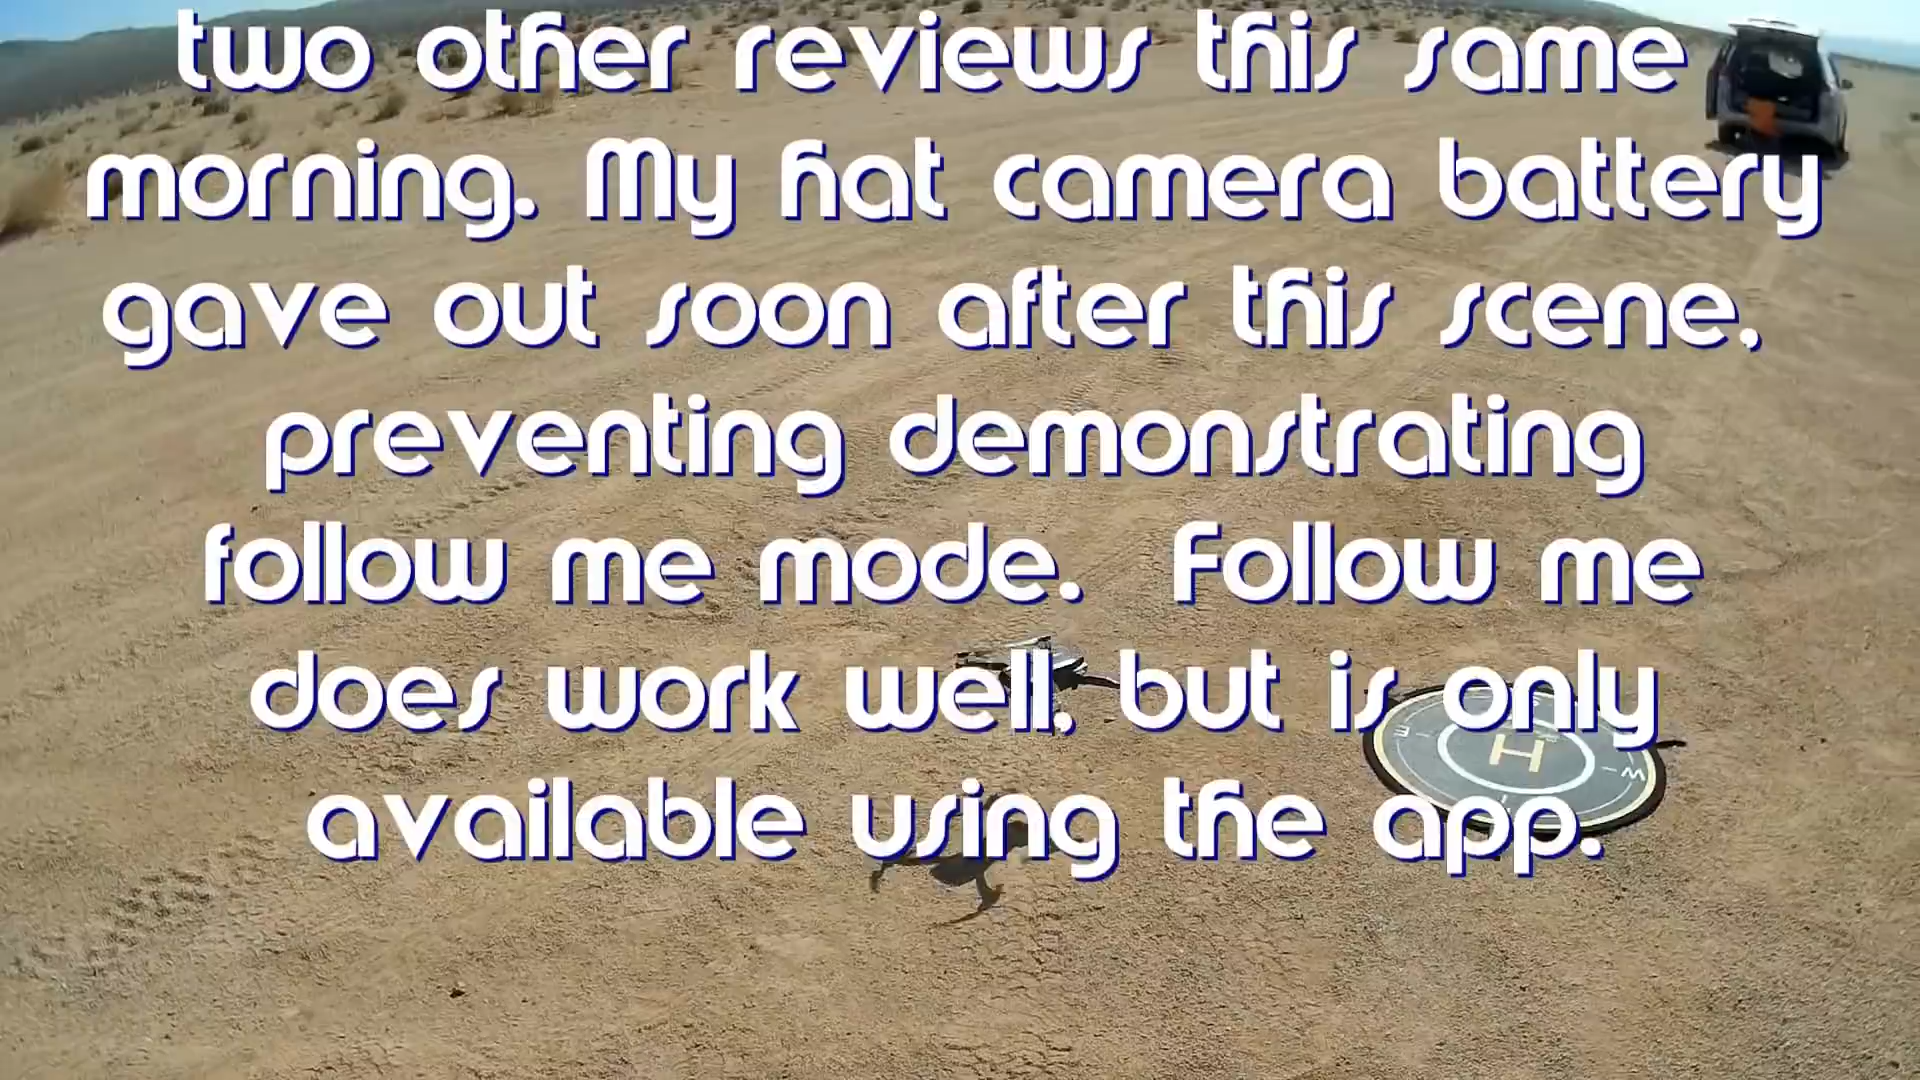 two other reviews this same
morning. My hat camera battery
gave out soon after this scene,
preventing demonstrating
follow me mode.  Follow me
does work well, but is only
available using the app.
H